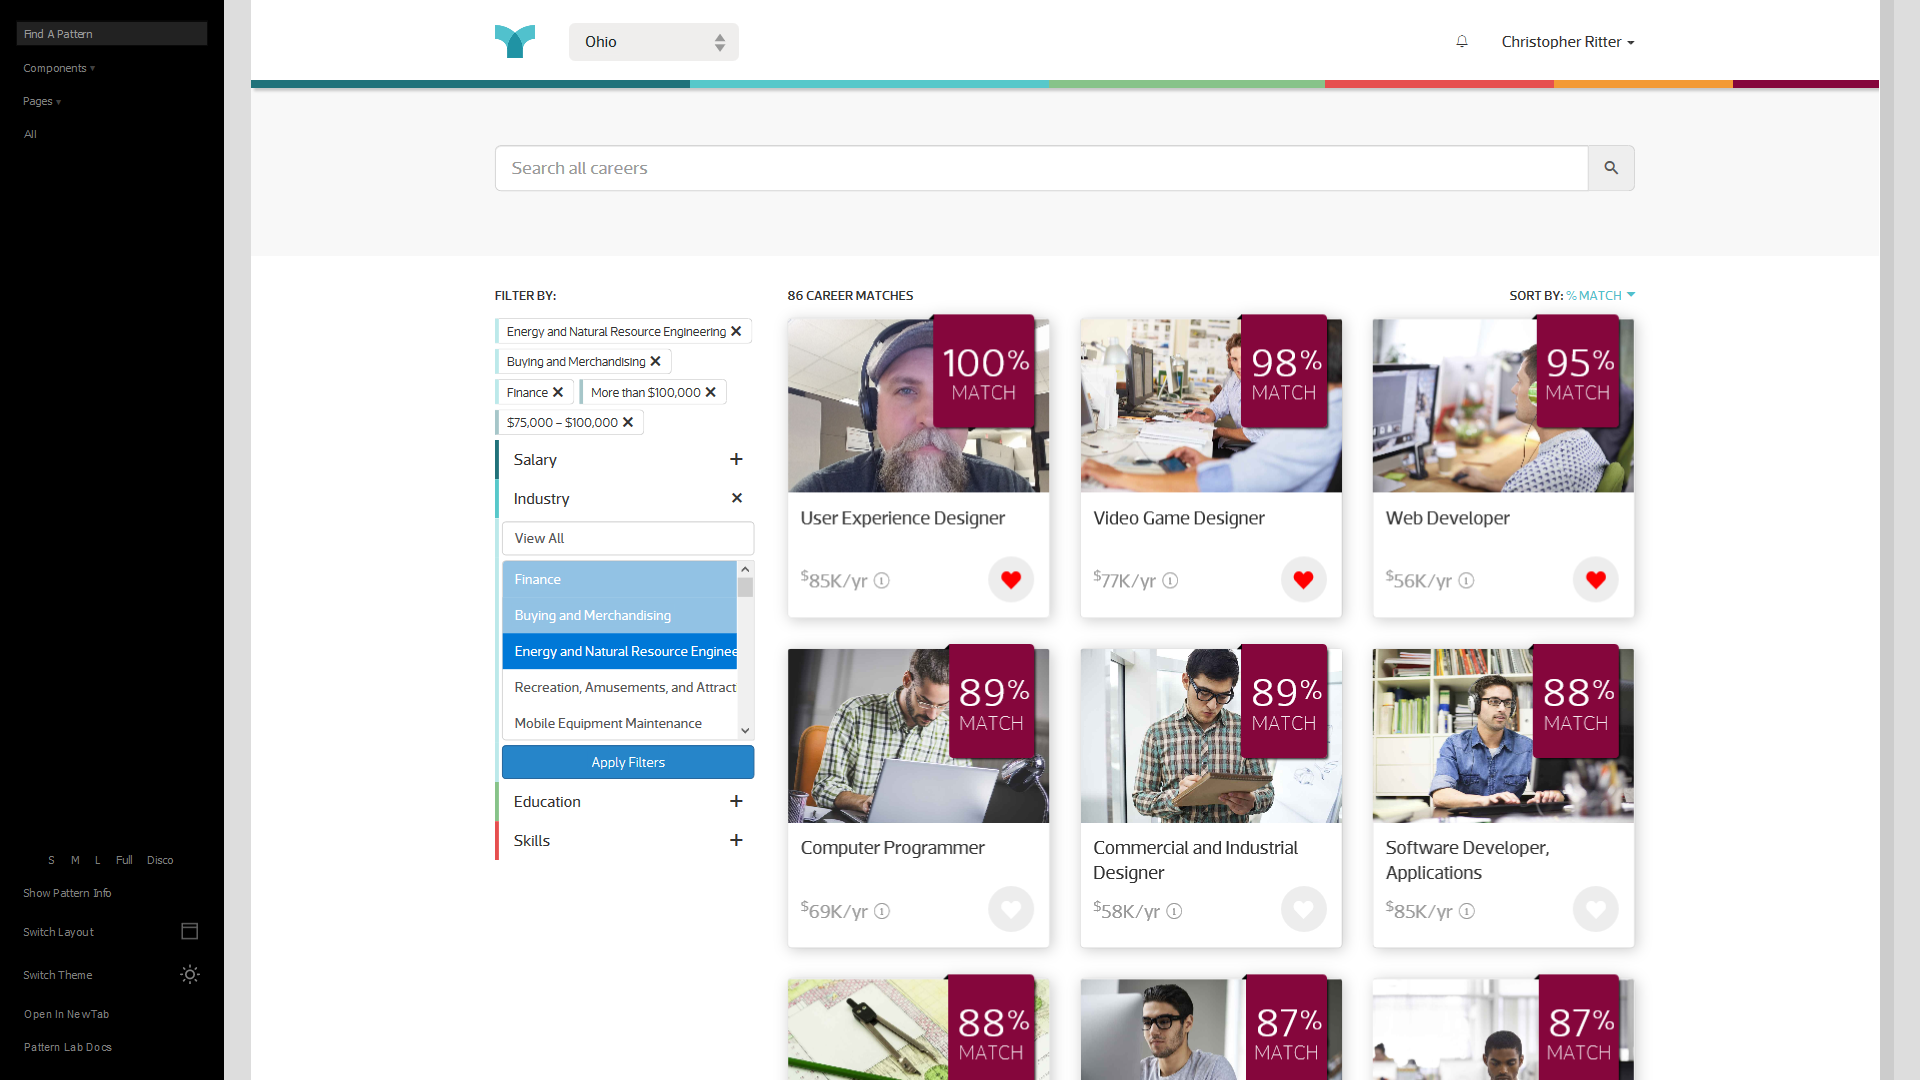 Find A Pattern
Components
Pages
All
S M L Full Disco
Show Pattern Info
Switch Layout
Switch Theme
Open In New Tab
Pattern Lab Docs
Ohio
Christopher Ritter
Search all careers
FILTER BY:
Energy and Natural Resource Engineering
Buying and Merchandising
Finance
More than $100,000
$75,000 – $100,000
Salary
Industry
View All
Finance
Buying and Merchandising
Energy and Natural Resource Enginee
Recreation, Amusements, and Attract
Mobile Equipment Maintenance
Apply Filters
Education
Skills
86 CAREER MATCHES
SORT BY: % MATCH
100%
MATCH
User Experience Designer
$85K/yr
98%
MATCH
Video Game Designer
$77K/yr
95%
MATCH
Web Developer
$56K/yr
89%
MATCH
Computer Programmer
$69K/yr
89%
MATCH
Commercial and Industrial
Designer
$58K/yr
88%
MATCH
Software Developer,
Applications
$85K/yr
88%
MATCH
87%
MATCH
87%
MATCH